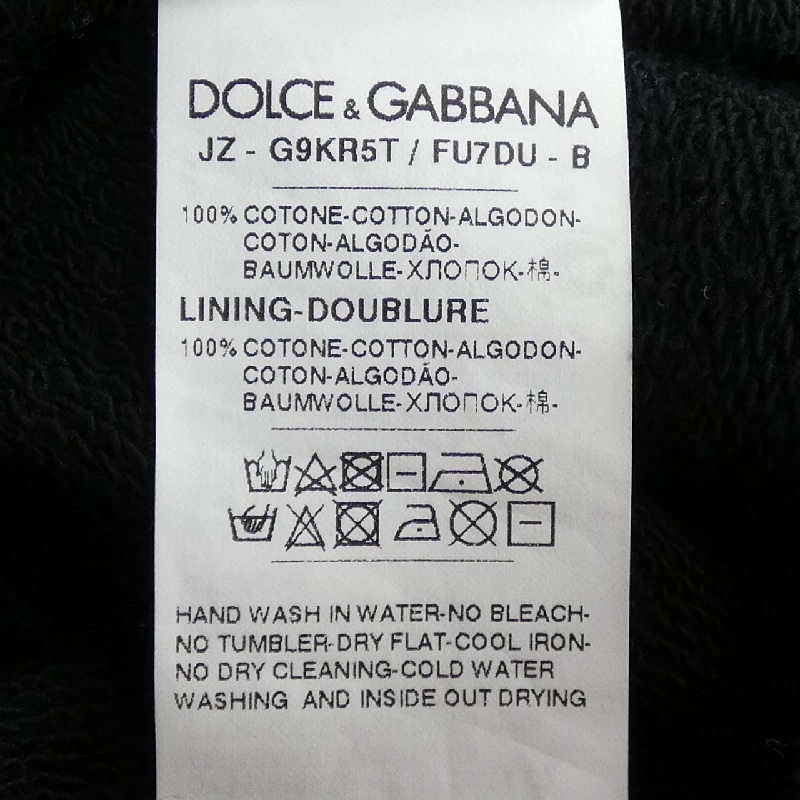 DOLCE & GABBANA
JZ - G9KR5T / FU7DU - B
100% COTONE-COTTON-ALGODON-
COTON-ALGODÃO-
BAUMWOLLE-ХЛОПОК-棉-
LINING-DOUBLURE
100% COTONE-COTTON-ALGODON-
COTON-ALGODÃO-
BAUMWOLLE-ХЛОПОК-棉-
HAND WASH IN WATER-NO BLEACH-
NO TUMBLER-DRY FLAT-COOL IRON-
NO DRY CLEANING-COLD WATER
WASHING AND INSIDE OUT DRYING